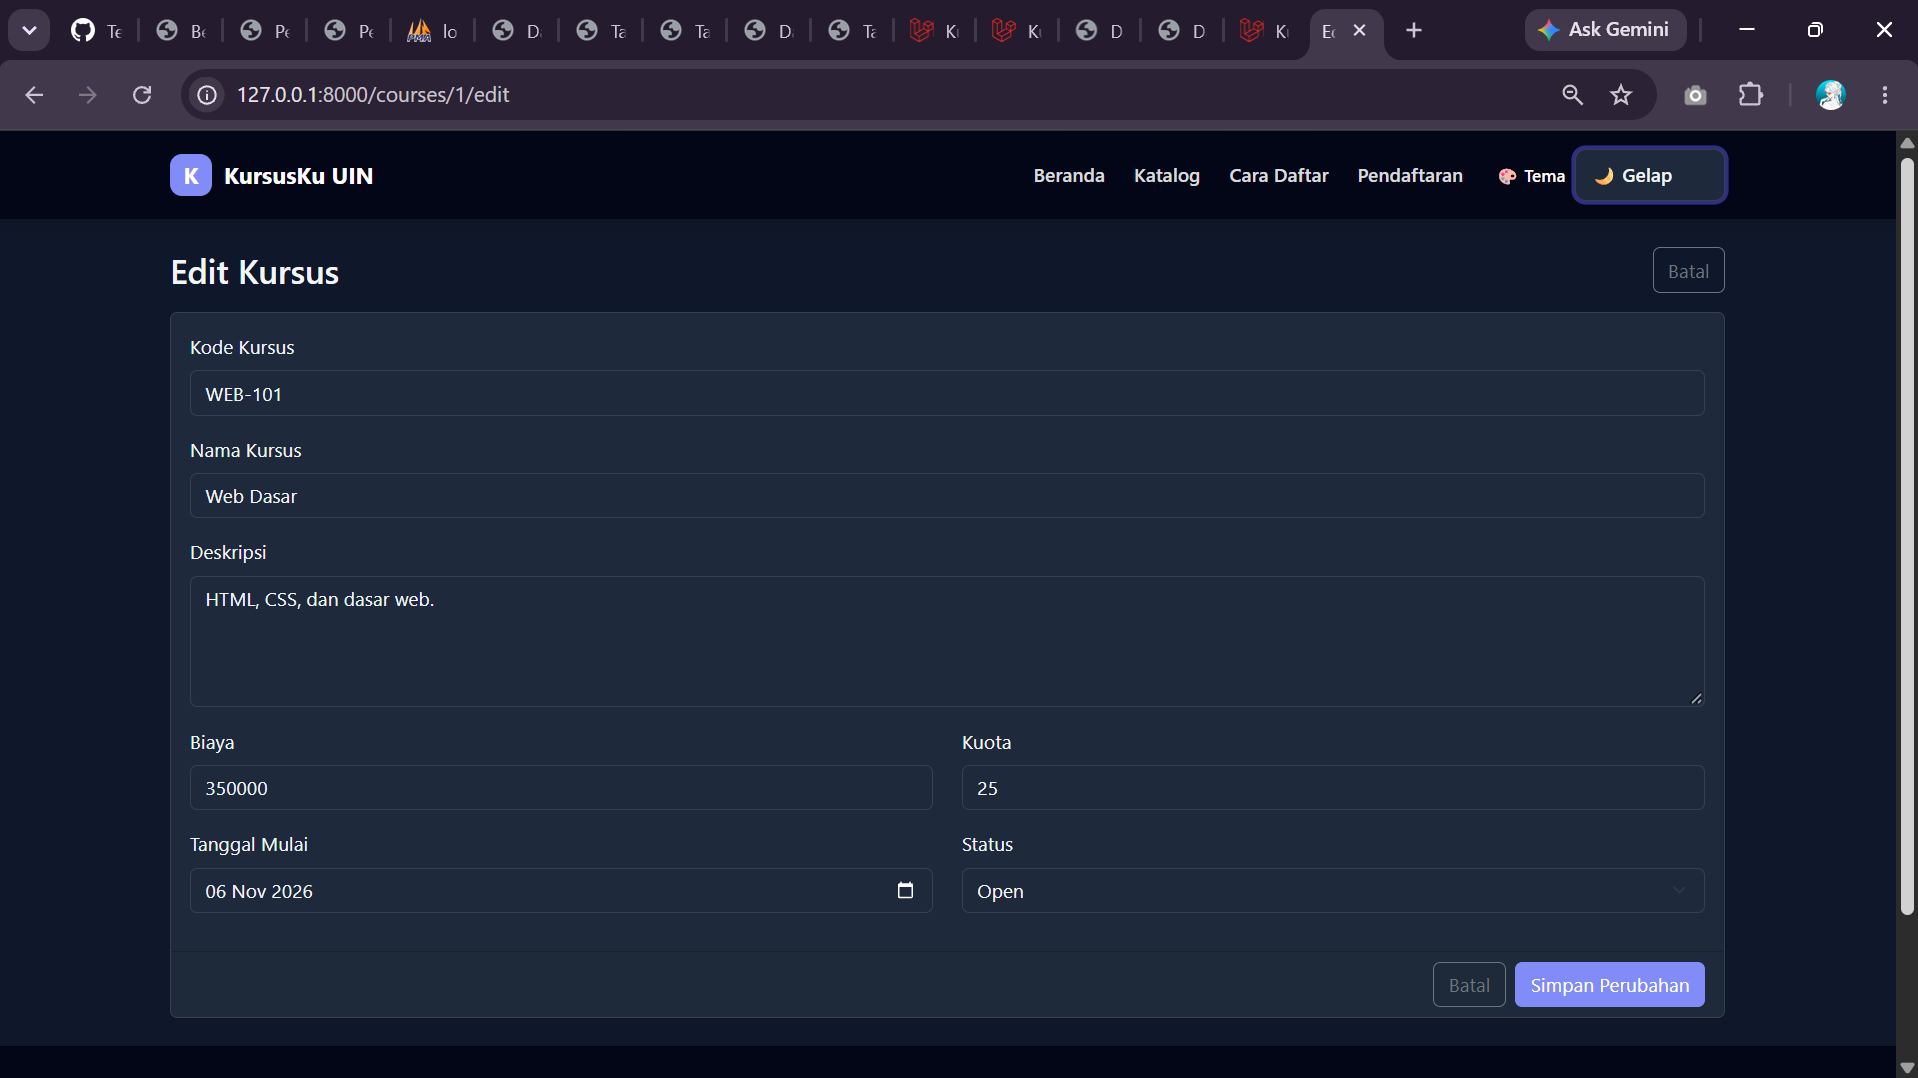 Ask Gemini
127.0.0.1:8000/courses/1/edit
K KursusKu UIN
Beranda Katalog Cara Daftar Pendaftaran 🎨 Tema 🌙 Gelap
Edit Kursus
Batal
Kode Kursus
WEB-101
Nama Kursus
Web Dasar
Deskripsi
HTML, CSS, dan dasar web.
Biaya
Kuota
350000
25
Tanggal Mulai
Status
06 Nov 2026
Open
Batal
Simpan Perubahan